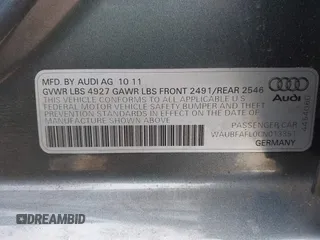 MFD. BY AUDI AG 10 11
GVWR LBS 4927 GAWR LBS FRONT 2491/REAR 2546
THIS VEHICLE CONFORMS TO ALL APPLICABLE U.S
FEDERAL MOTOR VEHICLE SAFETY BUMPER AND THEFT
PREVENTION STANDARDS IN EFFECT ON THE DATE OF
MANUFACTURE SHOWN ABOVE
Audi
PASSENGER CAR
GERMANY
DREAMBID